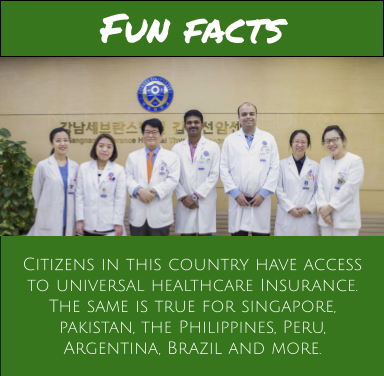 FUN FACTS
강남세브란스
CITIZENS IN THIS COUNTRY HAVE ACCESS
TO UNIVERSAL HEALTHCARE INSURANCE.
THE SAME IS TRUE FOR SINGAPORE,
PAKISTAN, THE PHILIPPINES, PERU,
ARGENTINA, BRAZIL AND MORE.